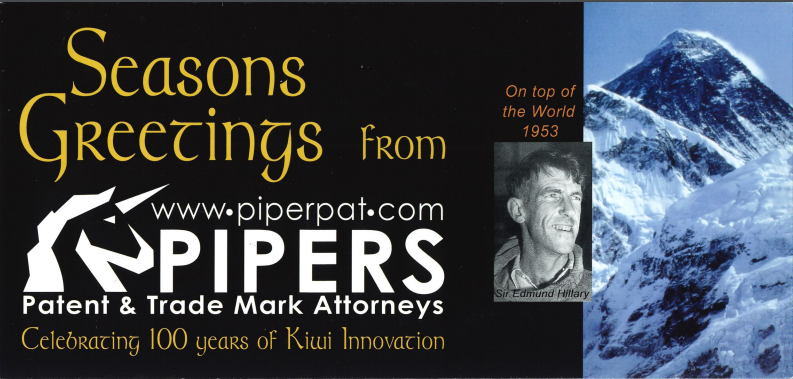 Seasons
Greetings from
www•piperpat•com
PIPERS
Patent & Trade Mark Attorneys
Celebrating 100 years of Kiwi Innovation
On top of
the World
1953
Sir Edmund Hillary